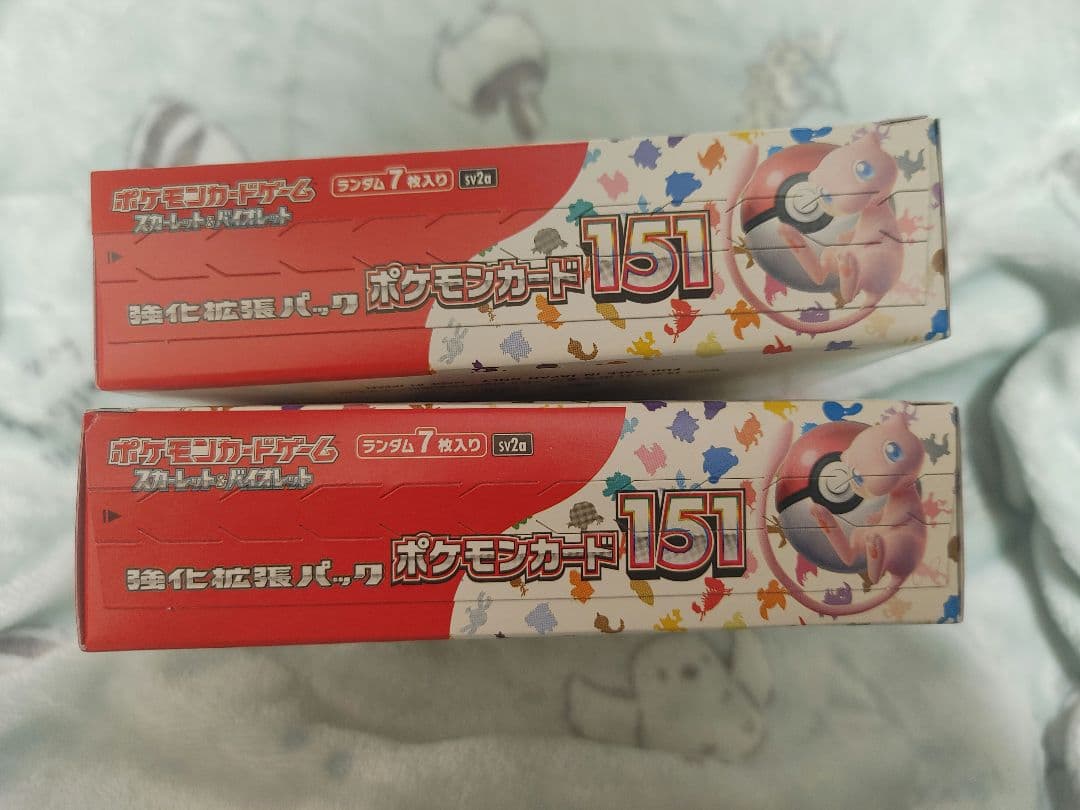 ポケモンカードゲーム
スカーレット&バイオレット
ランダム7枚入り
sv2a
強化拡張パック
ポケモンカード151
FOR SALE IN JAPAN ONLY
ポケモンカードゲーム
スカーレット&バイオレット
ランダム7枚入り
sv2a
強化拡張パック
ポケモンカード151